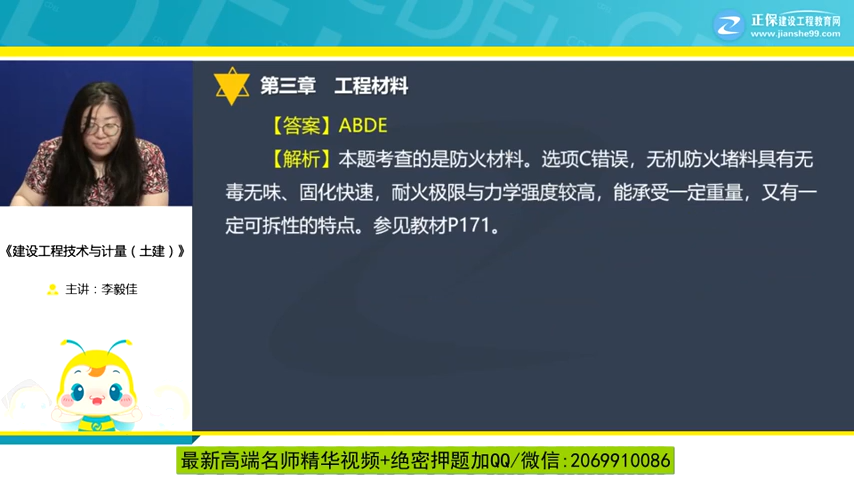 正保建设工程教育网
www.jianshe99.com
第三章 工程材料
【答案】ABDE
【解析】本题考查的是防火材料。选项C错误，无机防火堵料具有无
毒无味、固化快速，耐火极限与力学强度较高，能承受一定重量，又有一
定可拆性的特点。参见教材P171。
《建设工程技术与计量（土建）》
主讲：李毅佳
最新高端名师精华视频+绝密押题加QQ/微信:2069910086